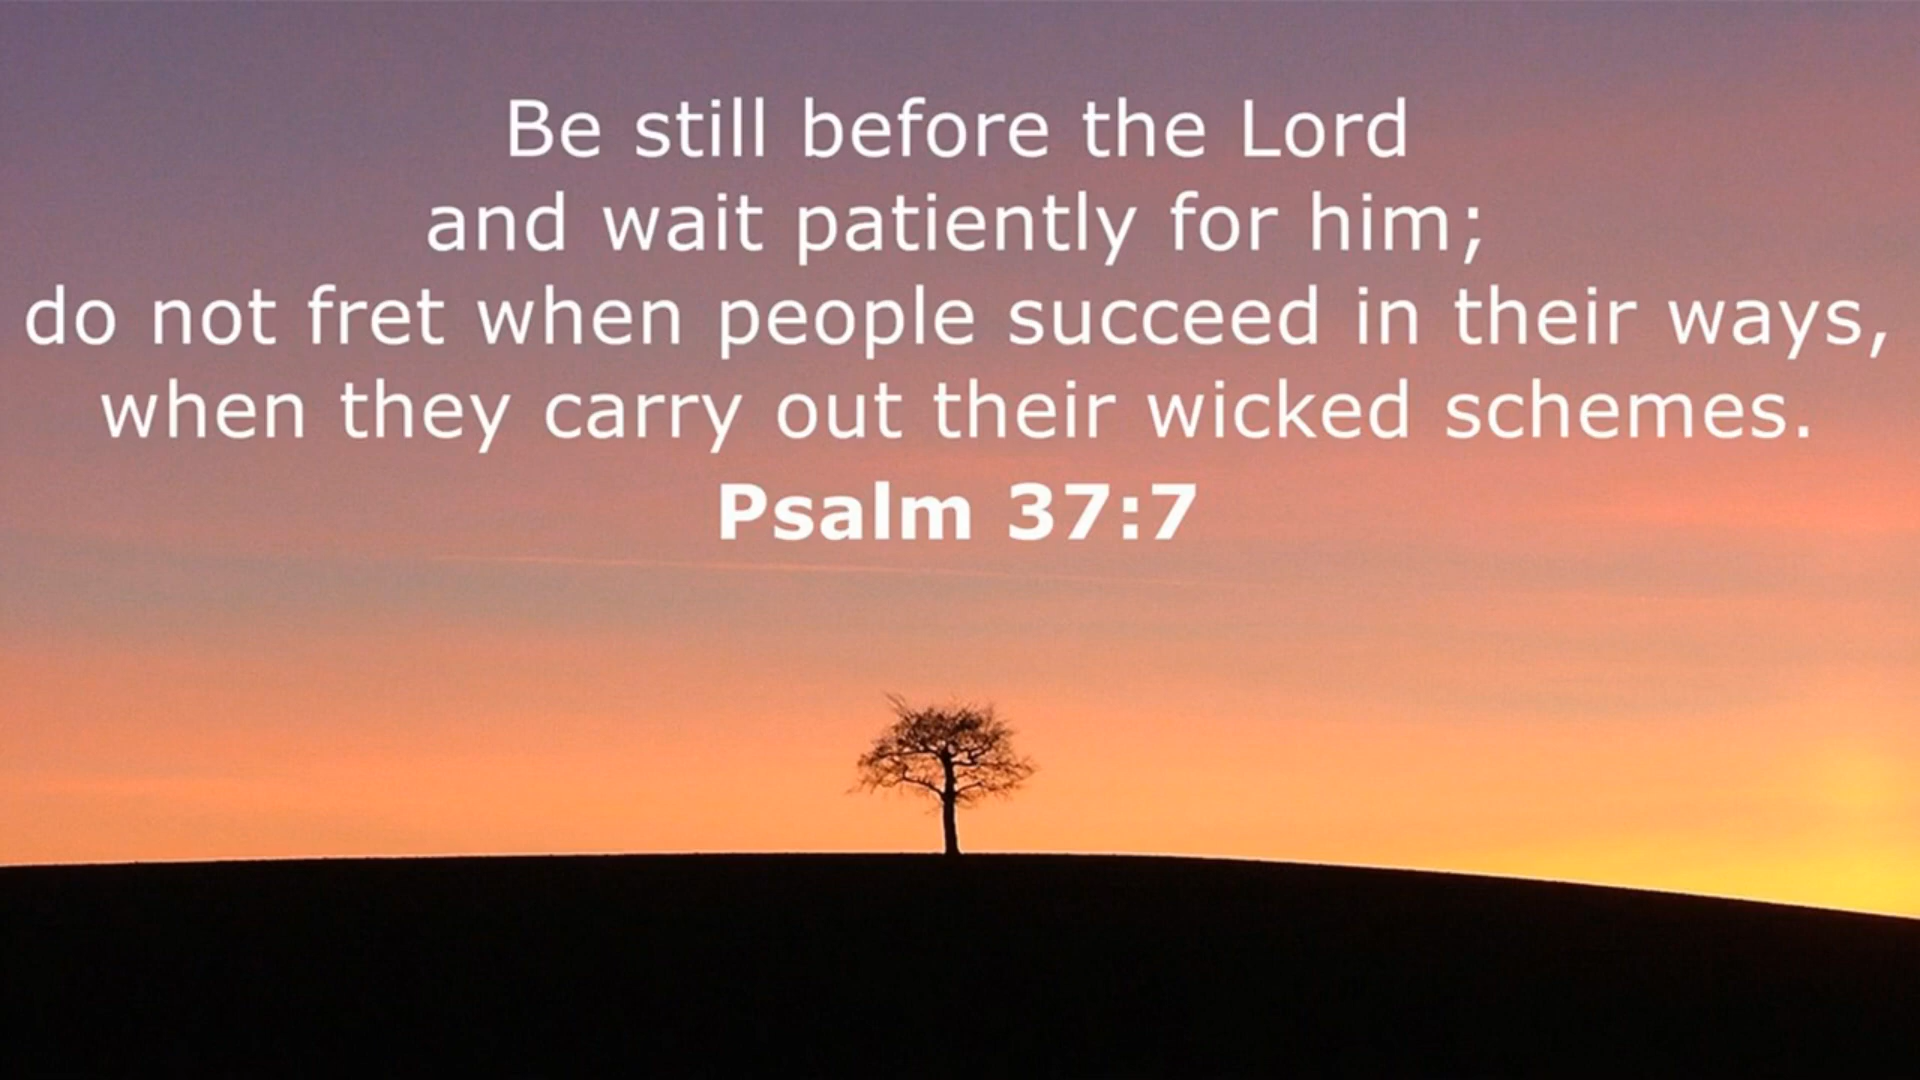 Be still before the Lord
and wait patiently for him;
do not fret when people succeed in their ways,
when they carry out their wicked schemes.
Psalm 37:7